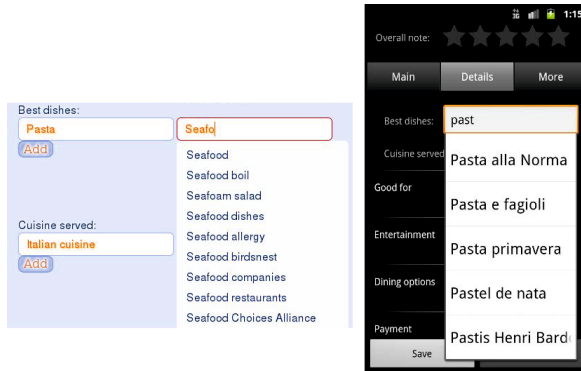 Best dishes:
Pasta
Seafo
Add
Seafood
Seafood boil
Seafoam salad
Seafood dishes
Seafood allergy
Seafood birdsnest
Seafood companies
Seafood restaurants
Seafood Choices Alliance
Cuisine served:
Italian cuisine
Add
3G
1:15
Overall note:
Main
Details
More
Best dishes:
past
Cuisine served
Pasta alla Norma
Pasta e fagioli
Pasta primavera
Pastel de nata
Pastis Henri Bard
Good for
Entertainment
Dining options
Payment
Save